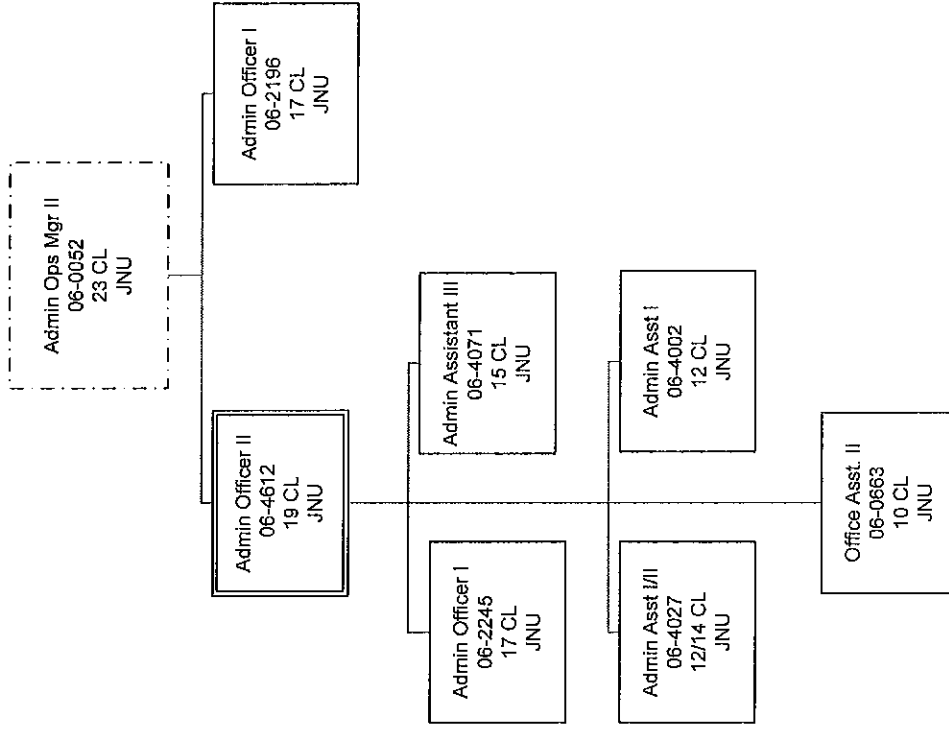 Admin Ops Mgr II
06-0052
23 CL
JNU
Admin Officer II
06-4612
19 CL
JNU
Admin Officer I
06-2196
17 CL
JNU
Admin Officer I
06-2245
17 CL
JNU
Admin Assistant III
06-4071
15 CL
JNU
Admin Asst I/II
06-4027
12/14 CL
JNU
Admin Asst I
06-4002
12 CL
JNU
Office Asst. II
06-0663
10 CL
JNU